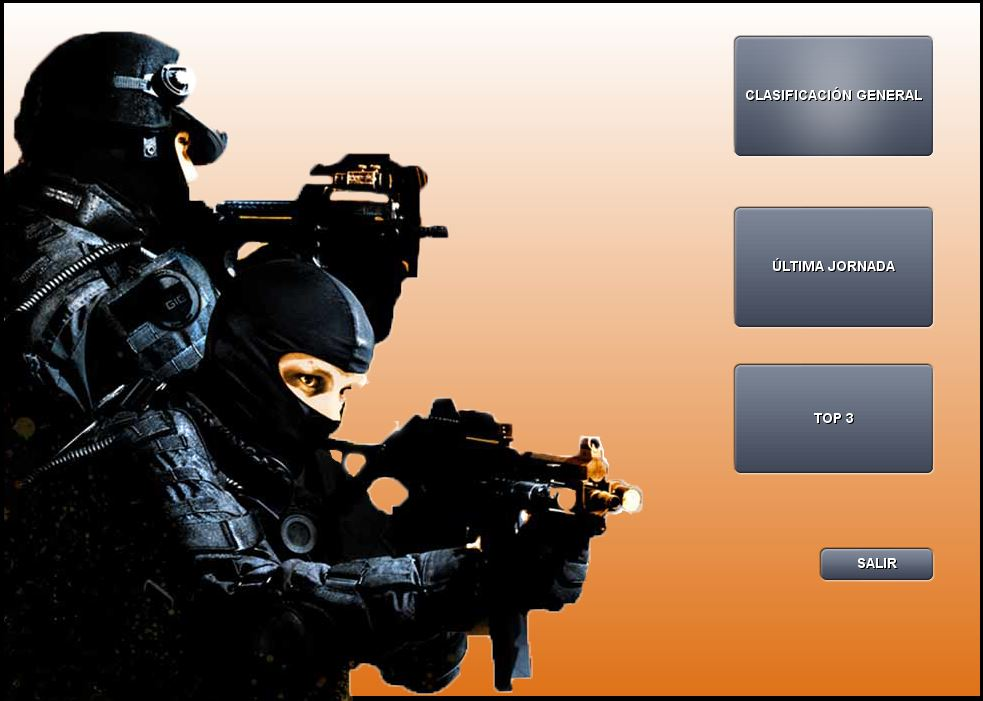 CLASIFICACIÓN GENERAL
ÚLTIMA JORNADA
TOP 3
SALIR